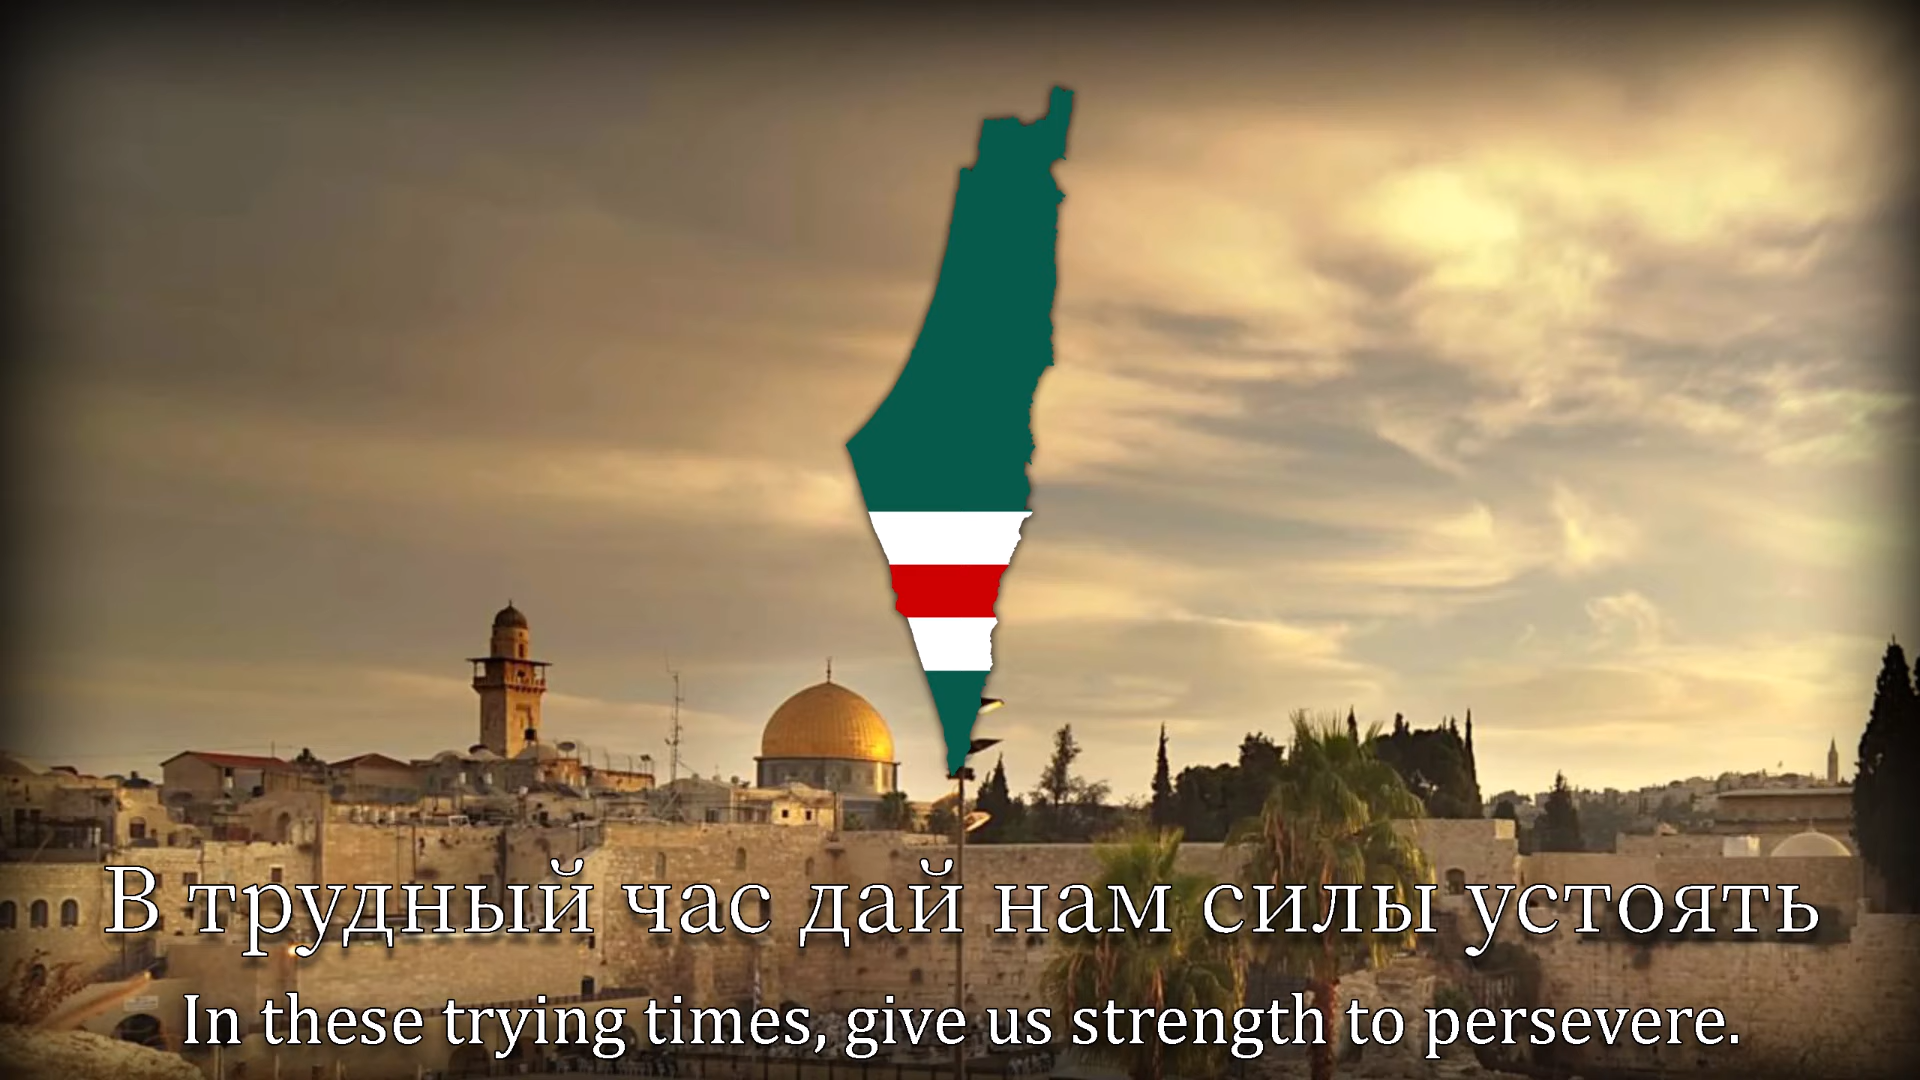 В трудный час дай нам силы устоять
In these trying times, give us strength to persevere.